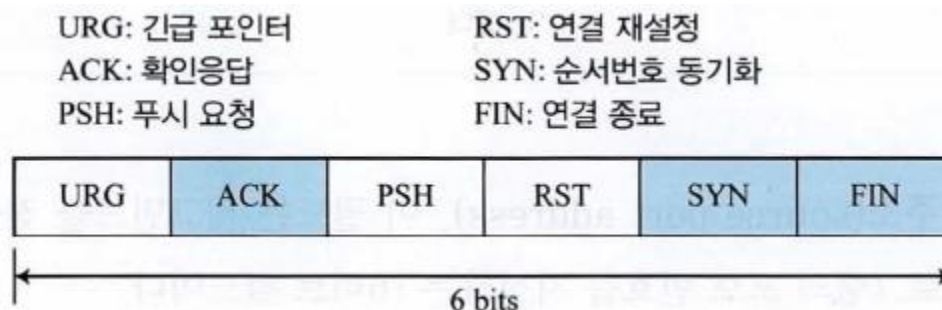 URG: 긴급 포인터 RST: 연결 재설정
ACK: 확인응답 SYN: 순서번호 동기화
PSH: 푸시 요청 FIN: 연결 종료
URG ACK PSH RST SYN FIN
6 bits